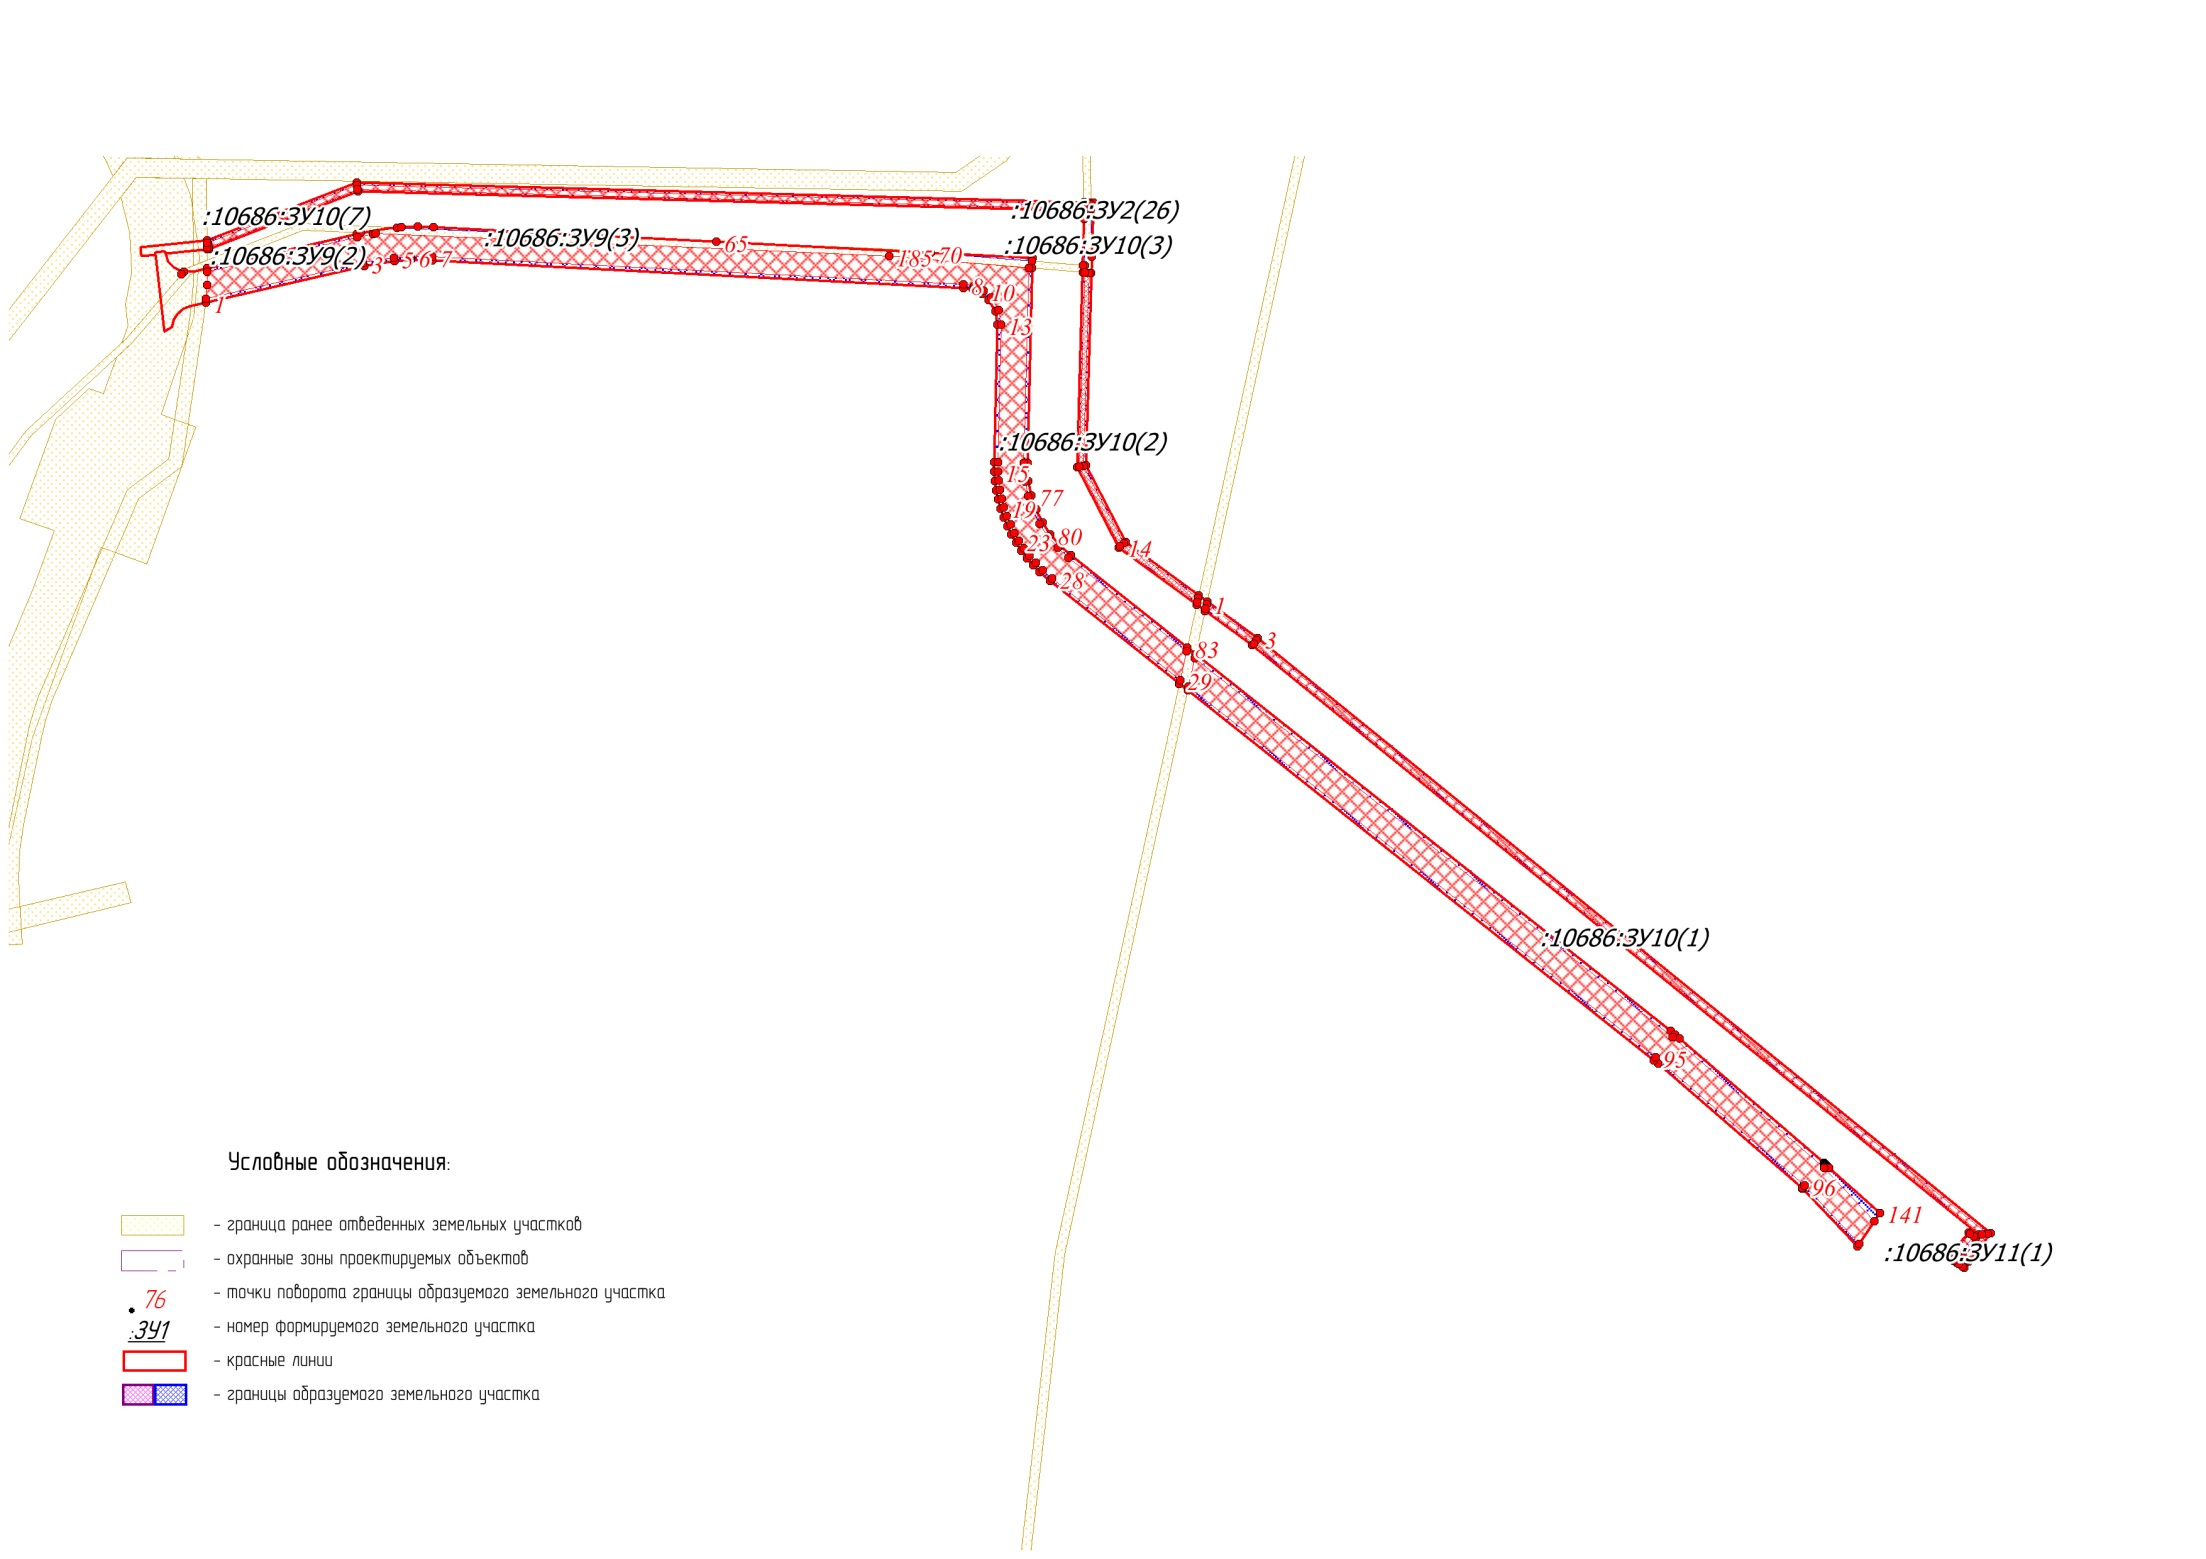 :10686:ЗУ10(7)
:10686:ЗУ2(26)
:10686:ЗУ9(3)
65
:10686:ЗУ10(3)
:10686:ЗУ9(2)
3
5
6
7
185
70
1
8
10
13
:10686:ЗУ10(2)
15
77
19
80
23
14
28
1
3
83
29
:10686:ЗУ10(1)
95
96
141
:10686:ЗУ11(1)
Условные обозначения:
- граница ранее отведенных земельных участков
- охранные зоны проектируемых объектов
76 - точки поворота границы образуемого земельного участка
:ЗУ1 - номер формируемого земельного участка
- красные линии
- границы образуемого земельного участка